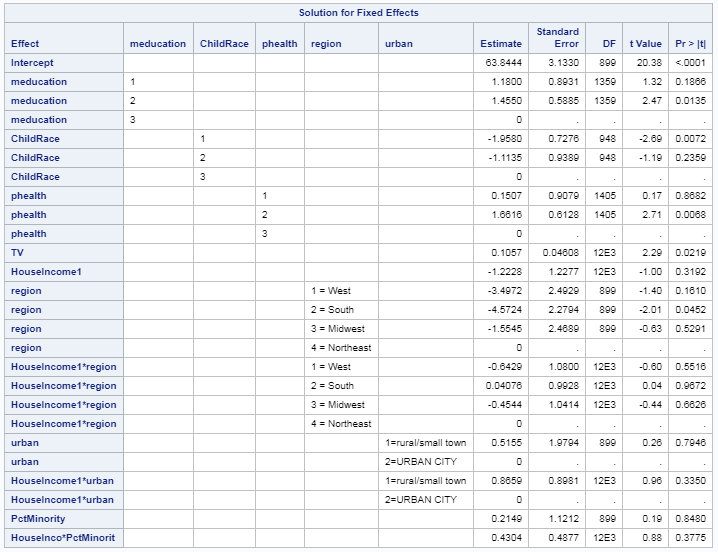 Solution for Fixed Effects
Effect meducation ChildRace phealth region urban Estimate Standard Error DF t Value Pr > |t|
Intercept 63.8444 3.1330 899 20.38 <.0001
meducation 1 1.1800 0.8931 1359 1.32 0.1866
meducation 2 1.4550 0.5885 1359 2.47 0.0135
meducation 3 0 . . . .
ChildRace 1 -1.9580 0.7276 948 -2.69 0.0072
ChildRace 2 -1.1135 0.9389 948 -1.19 0.2359
ChildRace 3 0 . . . .
phealth 1 0.1507 0.9079 1405 0.17 0.8682
phealth 2 1.6616 0.6128 1405 2.71 0.0068
phealth 3 0 . . . .
TV 0.1057 0.04608 12E3 2.29 0.0219
HouseIncome1 -1.2228 1.2277 12E3 -1.00 0.3192
region 1 = West -3.4972 2.4929 899 -1.40 0.1610
region 2 = South -4.5724 2.2794 899 -2.01 0.0452
region 3 = Midwest -1.5545 2.4689 899 -0.63 0.5291
region 4 = Northeast 0 . . . .
HouseIncome1*region 1 = West -0.6429 1.0800 12E3 -0.60 0.5516
HouseIncome1*region 2 = South 0.04076 0.9928 12E3 0.04 0.9672
HouseIncome1*region 3 = Midwest -0.4544 1.0414 12E3 -0.44 0.6626
HouseIncome1*region 4 = Northeast 0 . . . .
urban 1=rural/small town 0.5155 1.9794 899 0.26 0.7946
urban 2=URBAN CITY 0 . . . .
HouseIncome1*urban 1=rural/small town 0.8659 0.8981 12E3 0.96 0.3350
HouseIncome1*urban 2=URBAN CITY 0 . . . .
PctMinority 0.2149 1.1212 899 0.19 0.8480
HouseInco*PctMinorit 0.4304 0.4877 12E3 0.88 0.3775